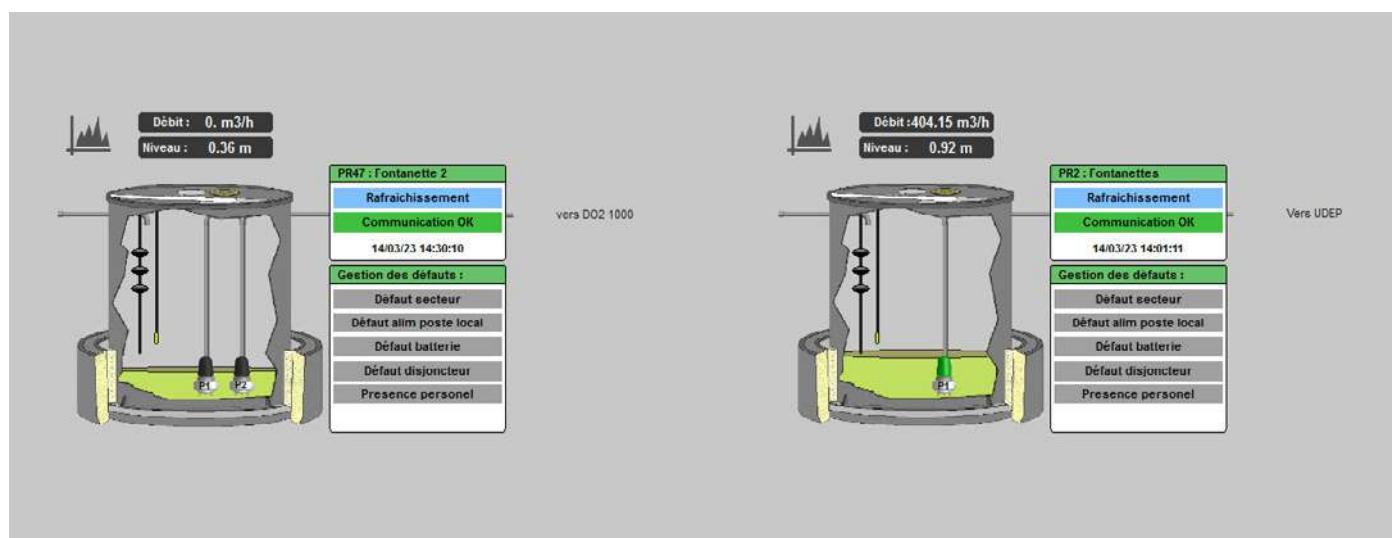 Débit : 0. m3/h
Niveau : 0.36 m
PR47 : Fontanette 2
Rafraichissement
Communication OK
14/03/23 14:30:10
vers DO2 1000
Gestion des défauts :
Défaut secteur
Défaut alim poste local
Défaut batterie
Défaut disjoncteur
Presence personel
P1
P2
Débit :404.15 m3/h
Niveau : 0.92 m
PR2 : Fontanettes
Rafraichissement
Communication OK
14/03/23 14:01:11
Vers UDEP
Gestion des défauts :
Défaut secteur
Défaut alim poste local
Défaut batterie
Défaut disjoncteur
Presence personel
P1